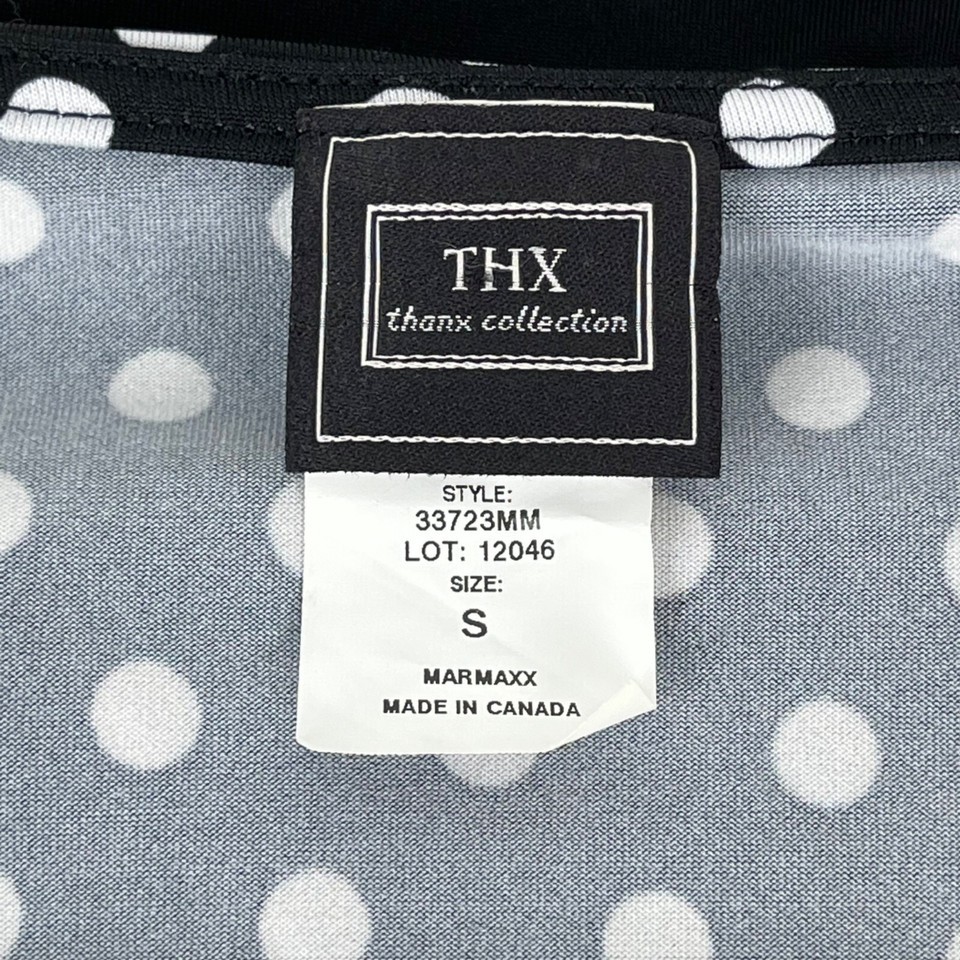 THX
thanx collection
STYLE:
33723MM
LOT: 12046
SIZE:
S
MARMAXX
MADE IN CANADA